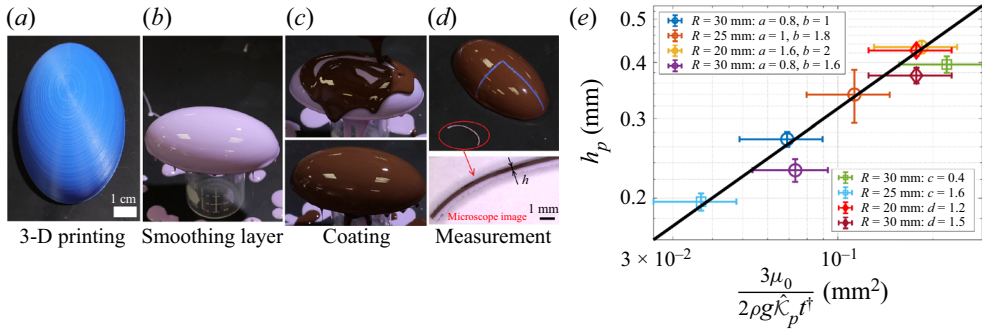 (a) (b) (c) (d) (e)
1 cm
h
Microscope image
1 mm
3-D printing
Smoothing layer
Coating
Measurement
R = 30 mm: a = 0.8, b = 1
R = 25 mm: a = 1, b = 1.8
R = 20 mm: a = 1.6, b = 2
R = 30 mm: a = 0.8, b = 1.6
0.5
0.4
0.3
0.2
h_p (mm)
R = 30 mm: c = 0.4
R = 25 mm: c = 1.6
R = 20 mm: d = 1.2
R = 30 mm: d = 1.5
3 × 10⁻² 10⁻¹
3μ₀
2ρg𝒦̂_p t† (mm²)